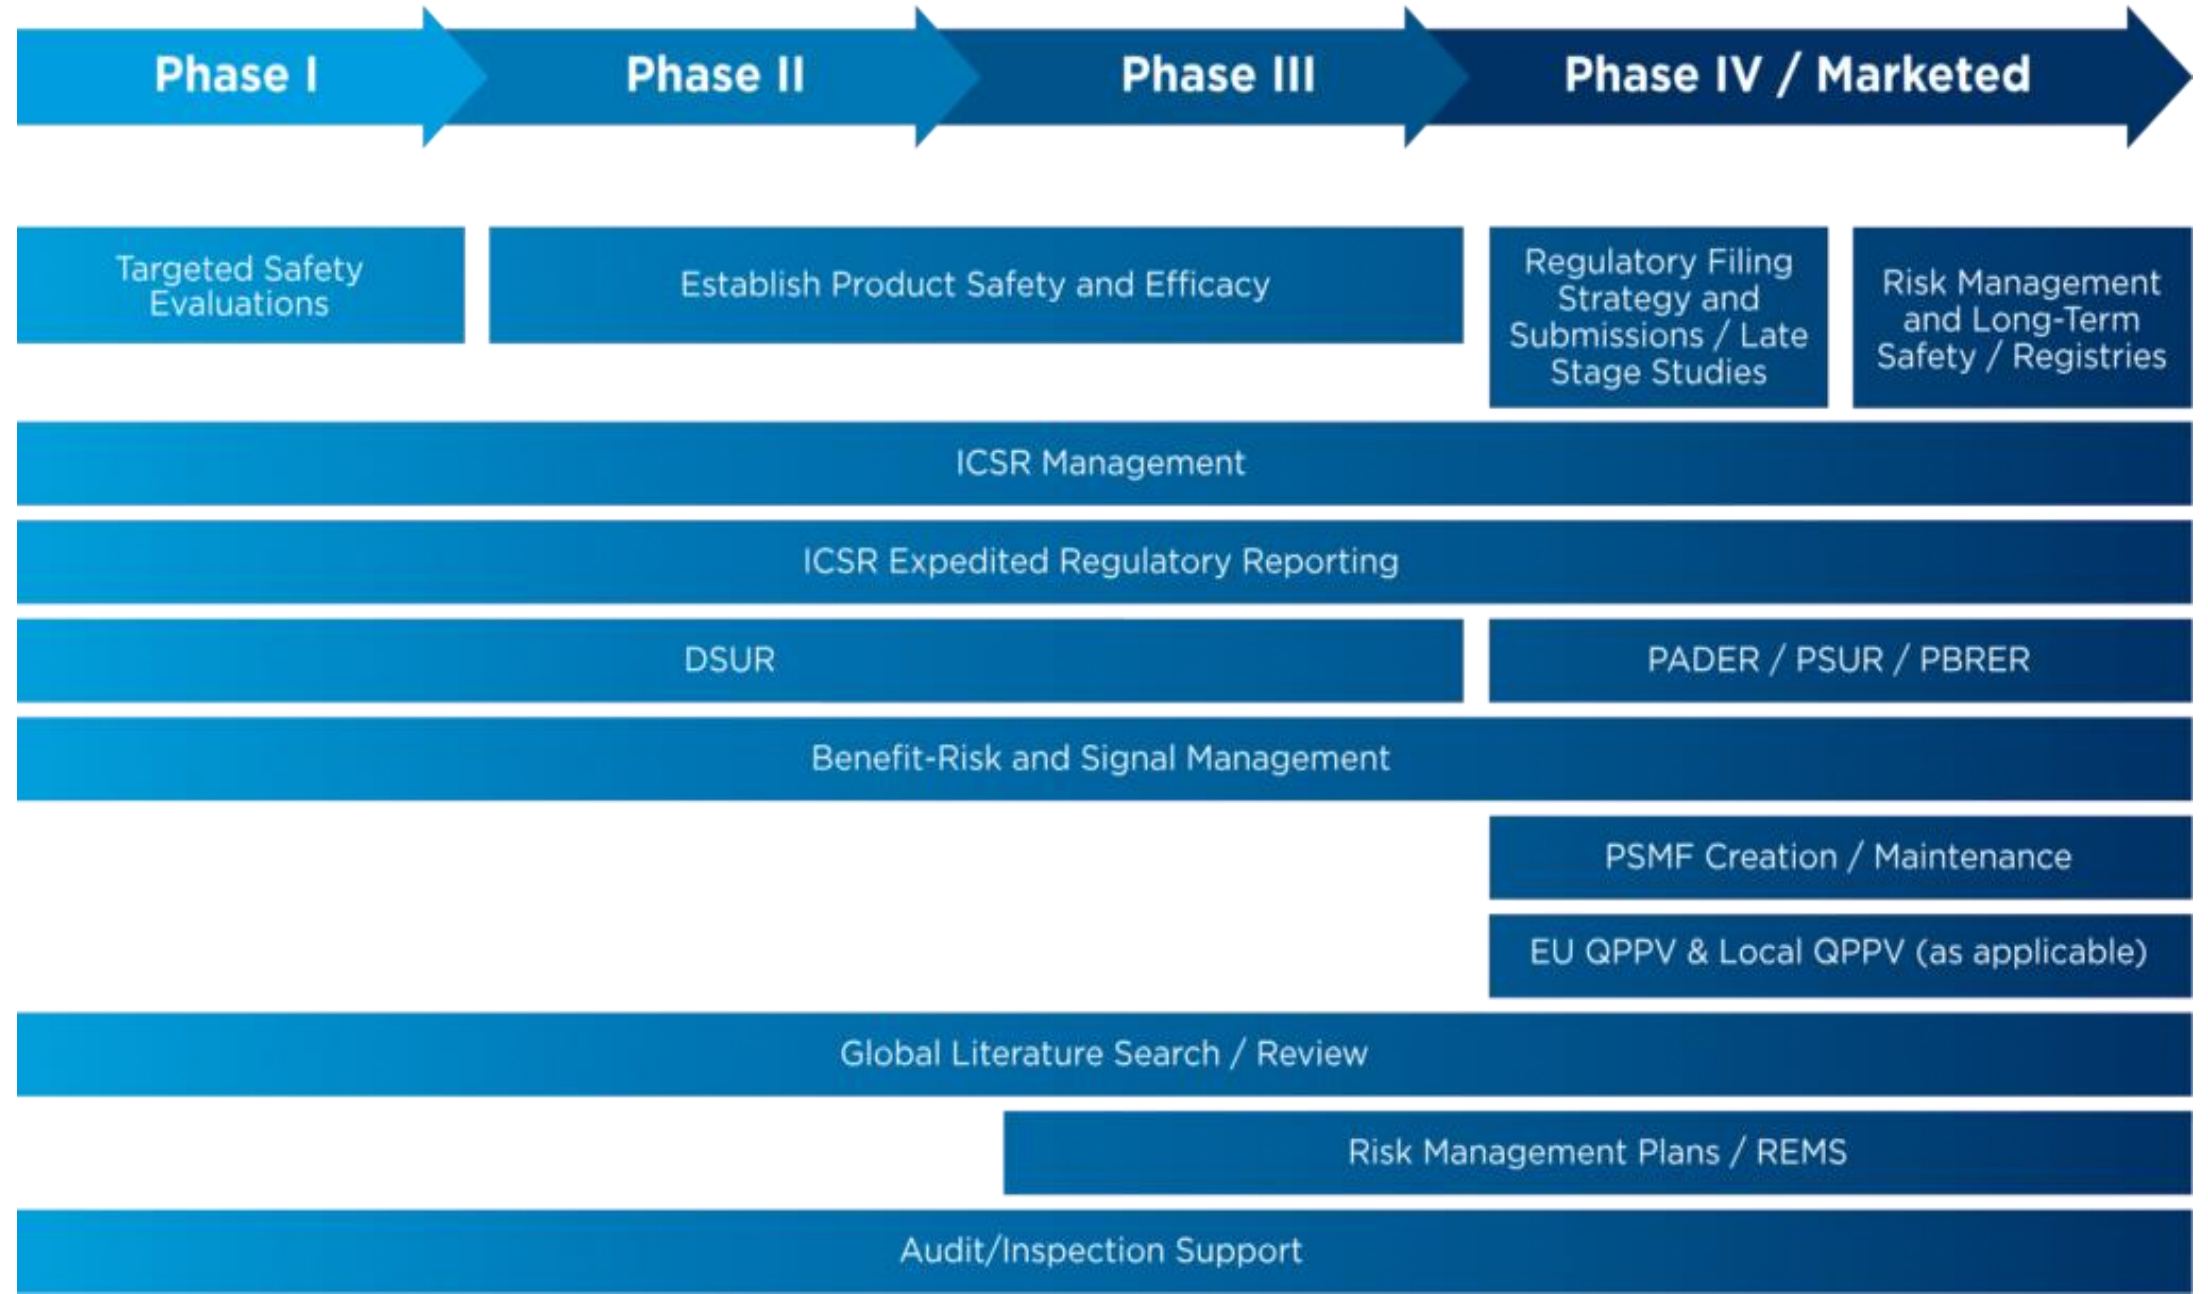 Phase I
Phase II
Phase III
Phase IV / Marketed
Targeted Safety
Evaluations
Establish Product Safety and Efficacy
Regulatory Filing
Strategy and
Submissions / Late
Stage Studies
Risk Management
and Long-Term
Safety / Registries
ICSR Management
ICSR Expedited Regulatory Reporting
DSUR
PADER / PSUR / PBRER
Benefit-Risk and Signal Management
PSMF Creation / Maintenance
EU QPPV & Local QPPV (as applicable)
Global Literature Search / Review
Risk Management Plans / REMS
Audit/Inspection Support